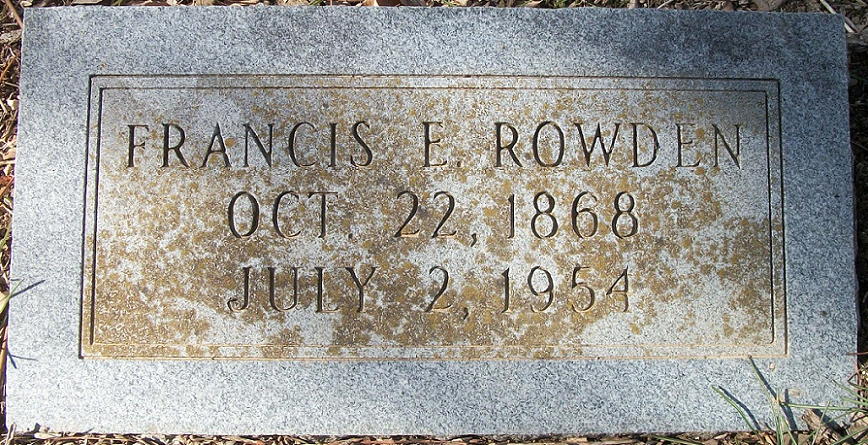 FRANCIS E. ROWDEN
OCT. 22, 1868
JULY 2, 1954